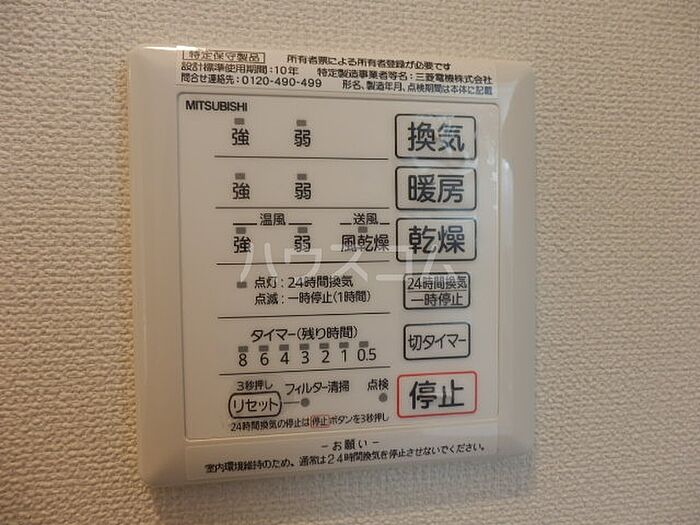 特定保守製品 所有者票による所有者登録が必要です
設計標準使用期間:10年 特定製造事業者等名:三菱電機株式会社
問合せ連絡先:0120-490-499 形名、製造年月、点検期間は本体に記載
MITSUBISHI
強 弱 換気
強 弱 暖房
温風 送風
強 弱 風乾燥 乾燥
点灯:24時間換気
点滅:一時停止(1時間)
24時間換気
一時停止
タイマー(残り時間)
8 6 4 3 2 1 0.5
切タイマー
3秒押し
リセット フィルター清掃 点検
停止
24時間換気の停止は停止ボタンを3秒押し
-お願い-
室内環境維持のため、通常は24時間換気を停止させないでください。
ハウスコム